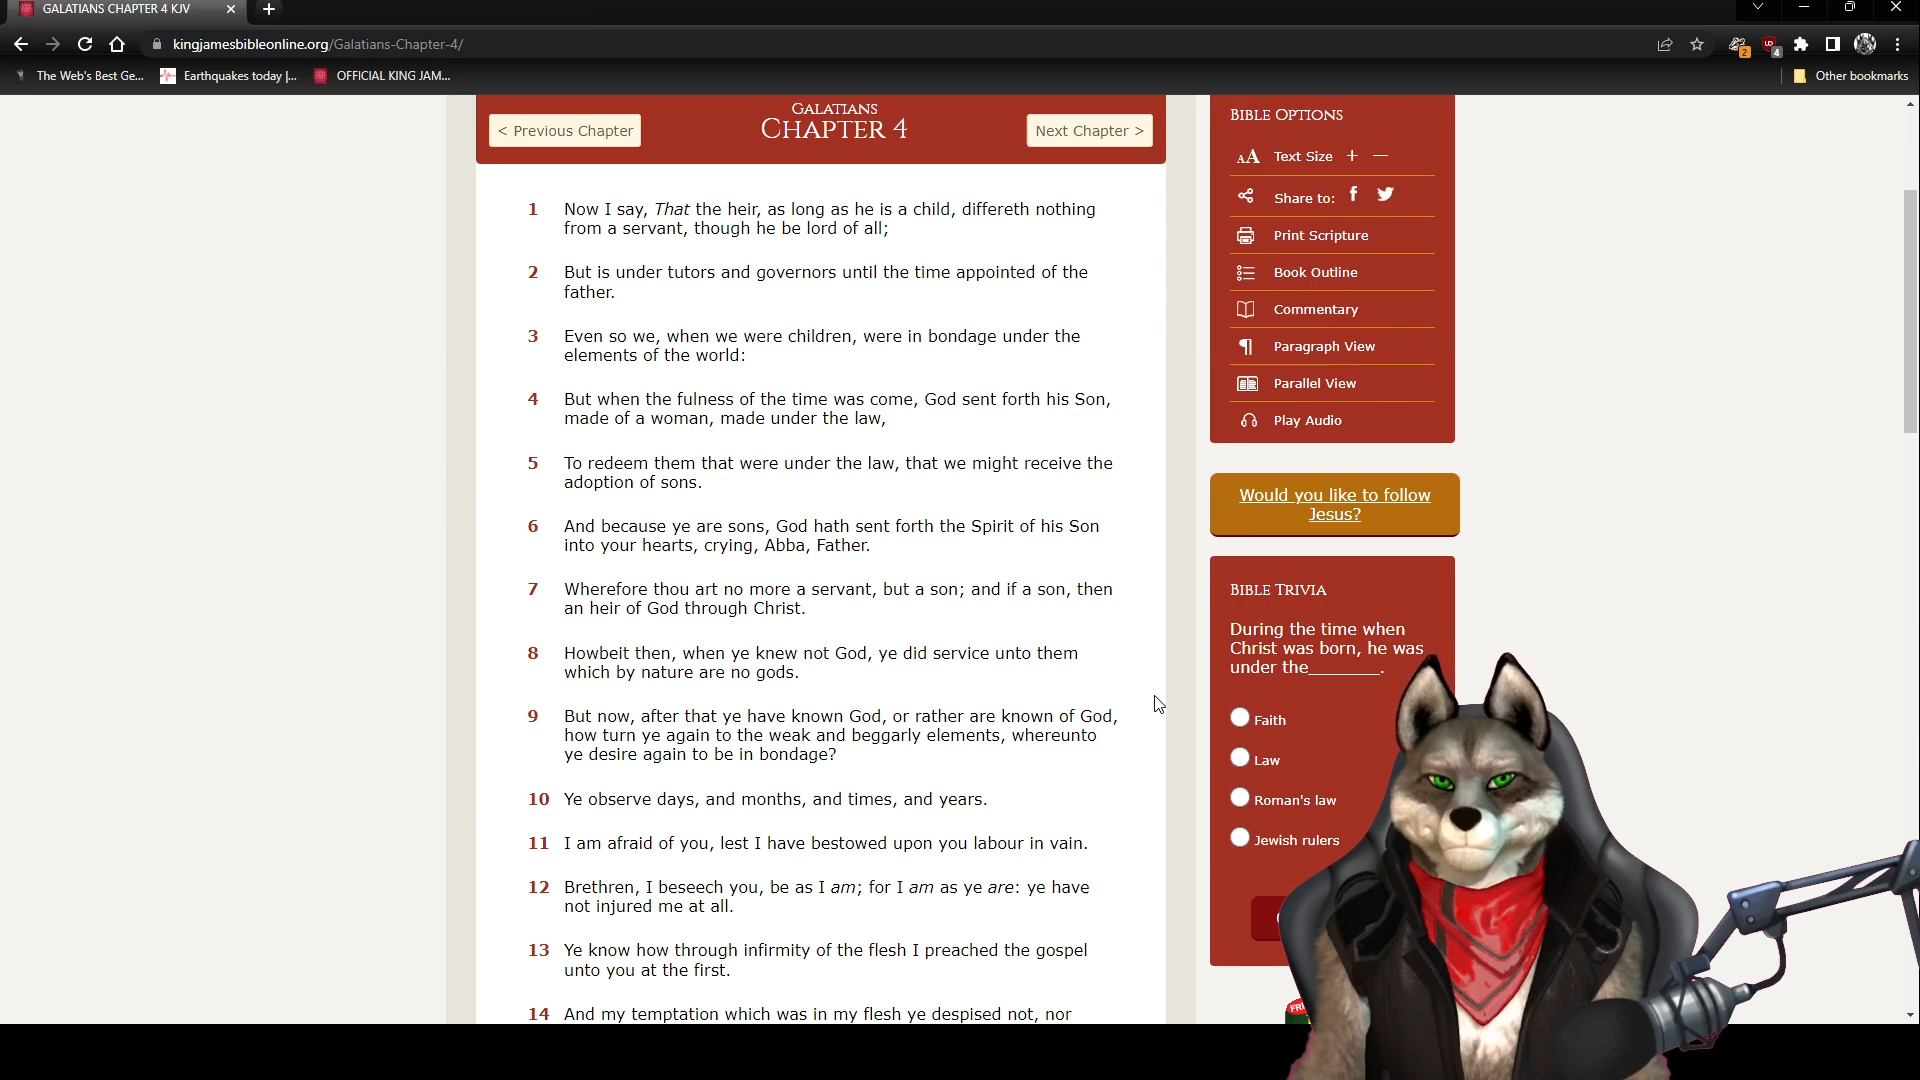 GALATIANS CHAPTER 4 KJV
kingjamesbibleonline.org/Galatians-Chapter-4/
2
4
The Web's Best Ge...
Earthquakes today |...
OFFICIAL KING JAM...
Other bookmarks
< Previous Chapter
GALATIANS
CHAPTER 4
Next Chapter >
1 Now I say, That the heir, as long as he is a child, differeth nothing
from a servant, though he be lord of all;
2 But is under tutors and governors until the time appointed of the
father.
3 Even so we, when we were children, were in bondage under the
elements of the world:
4 But when the fulness of the time was come, God sent forth his Son,
made of a woman, made under the law,
5 To redeem them that were under the law, that we might receive the
adoption of sons.
6 And because ye are sons, God hath sent forth the Spirit of his Son
into your hearts, crying, Abba, Father.
7 Wherefore thou art no more a servant, but a son; and if a son, then
an heir of God through Christ.
8 Howbeit then, when ye knew not God, ye did service unto them
which by nature are no gods.
9 But now, after that ye have known God, or rather are known of God,
how turn ye again to the weak and beggarly elements, whereunto
ye desire again to be in bondage?
10 Ye observe days, and months, and times, and years.
11 I am afraid of you, lest I have bestowed upon you labour in vain.
12 Brethren, I beseech you, be as I am; for I am as ye are: ye have
not injured me at all.
13 Ye know how through infirmity of the flesh I preached the gospel
unto you at the first.
14 And my temptation which was in my flesh ye despised not, nor
BIBLE OPTIONS
AA Text Size + —
Share to:
Print Scripture
Book Outline
Commentary
Paragraph View
Parallel View
Play Audio
Would you like to follow
Jesus?
BIBLE TRIVIA
During the time when
Christ was born, he was
under the________.
Faith
Law
Roman's law
Jewish rulers